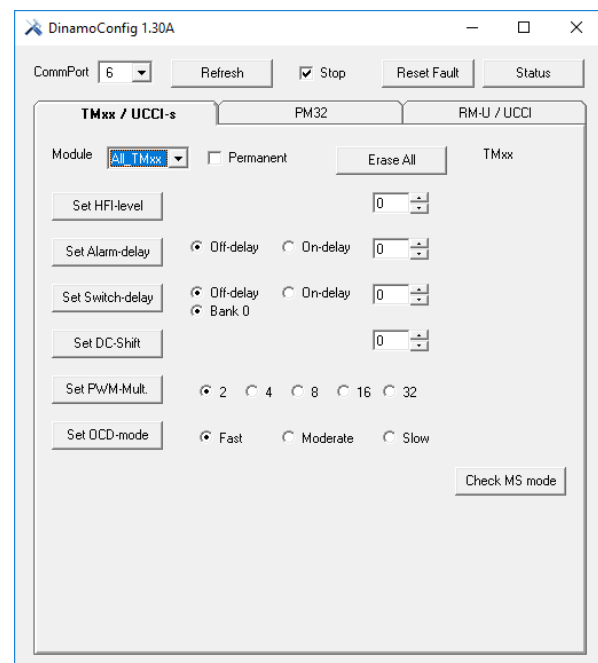 DinamoConfig 1.30A
CommPort 6 Refresh Stop Reset Fault Status
TMxx / UCCI-s PM32 RM-U / UCCI
Module All_TMxx Permanent Erase All TMxx
Set HFI-level 0
Set Alarm-delay Off-delay On-delay 0
Set Switch-delay Off-delay On-delay 0
Bank 0
Set DC-Shift 0
Set PWM-Mult. 2 4 8 16 32
Set OCD-mode Fast Moderate Slow
Check MS mode